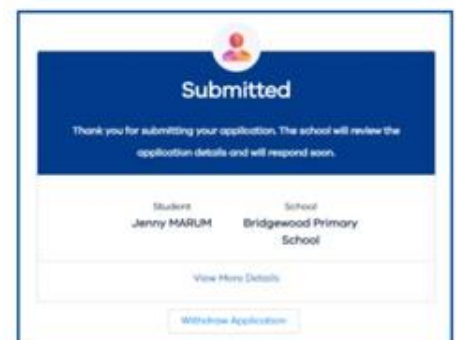 Submitted
Thank you for submitting your application. The school will review the
application details and will respond soon.
Student School
Jenny MARUM Bridgewood Primary
School
View More Details
Withdraw Application